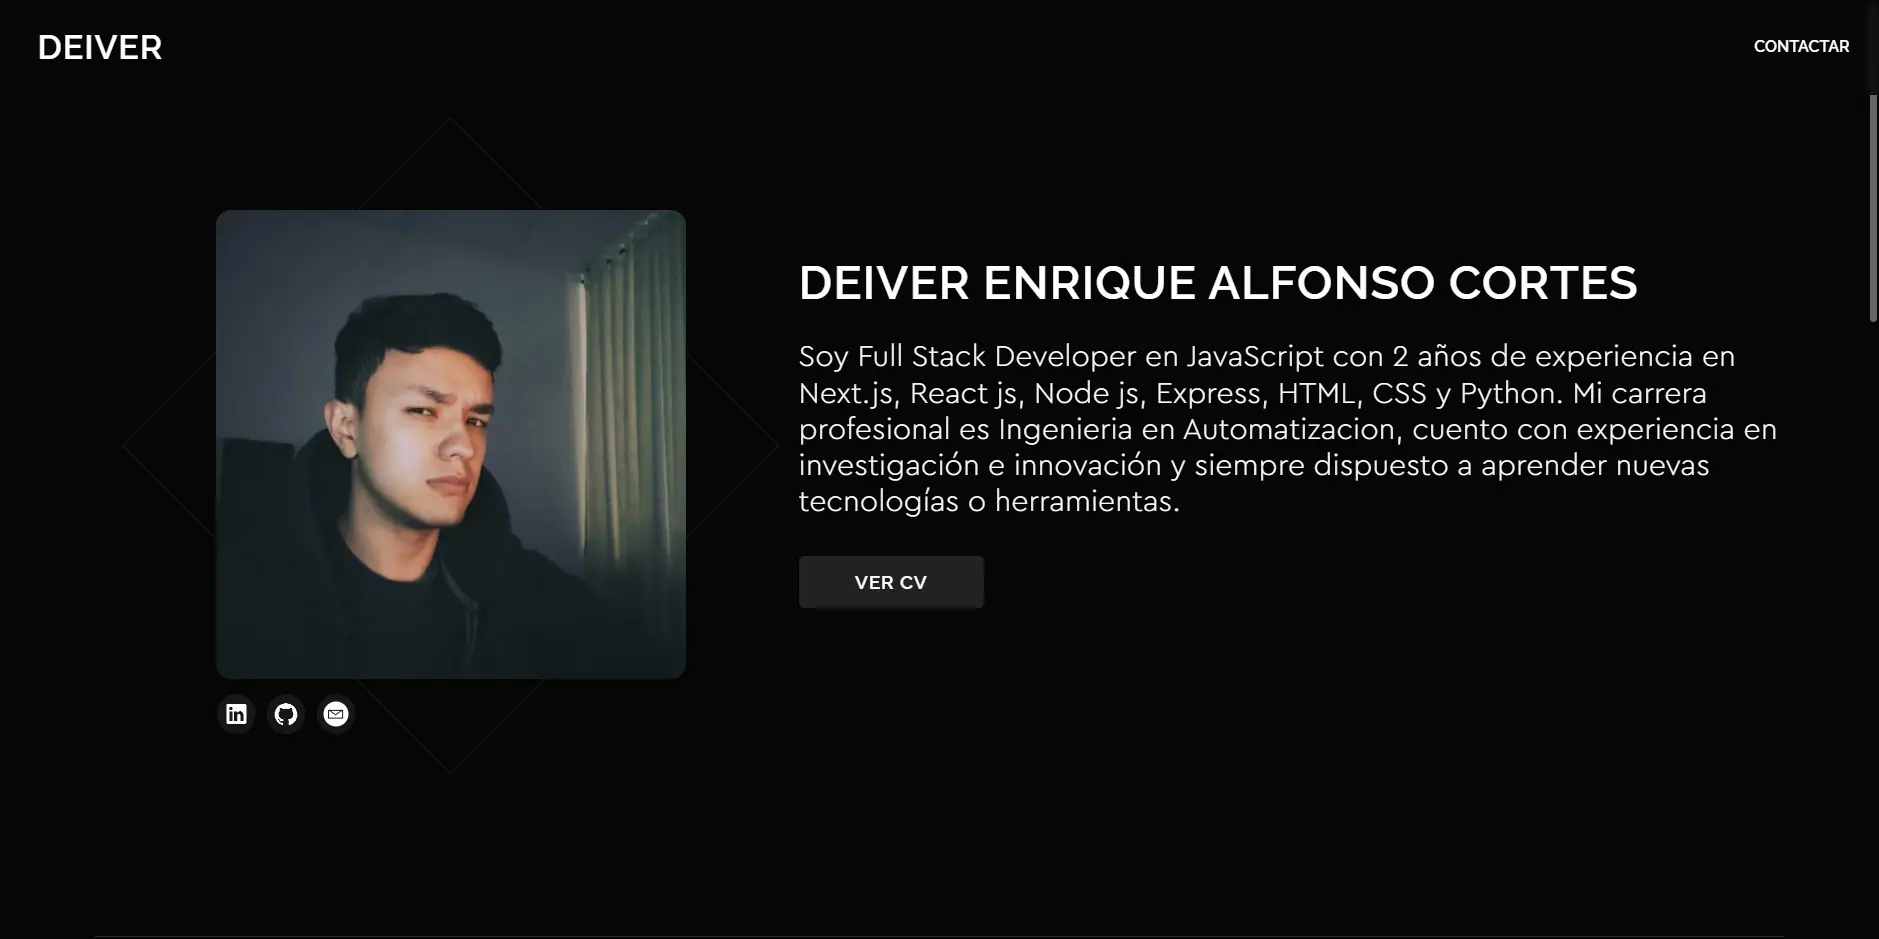 DEIVER
CONTACTAR
DEIVER ENRIQUE ALFONSO CORTES
Soy Full Stack Developer en JavaScript con 2 años de experiencia en
Next.js, React js, Node js, Express, HTML, CSS y Python. Mi carrera
profesional es Ingenieria en Automatizacion, cuento con experiencia en
investigación e innovación y siempre dispuesto a aprender nuevas
tecnologías o herramientas.
VER CV
in